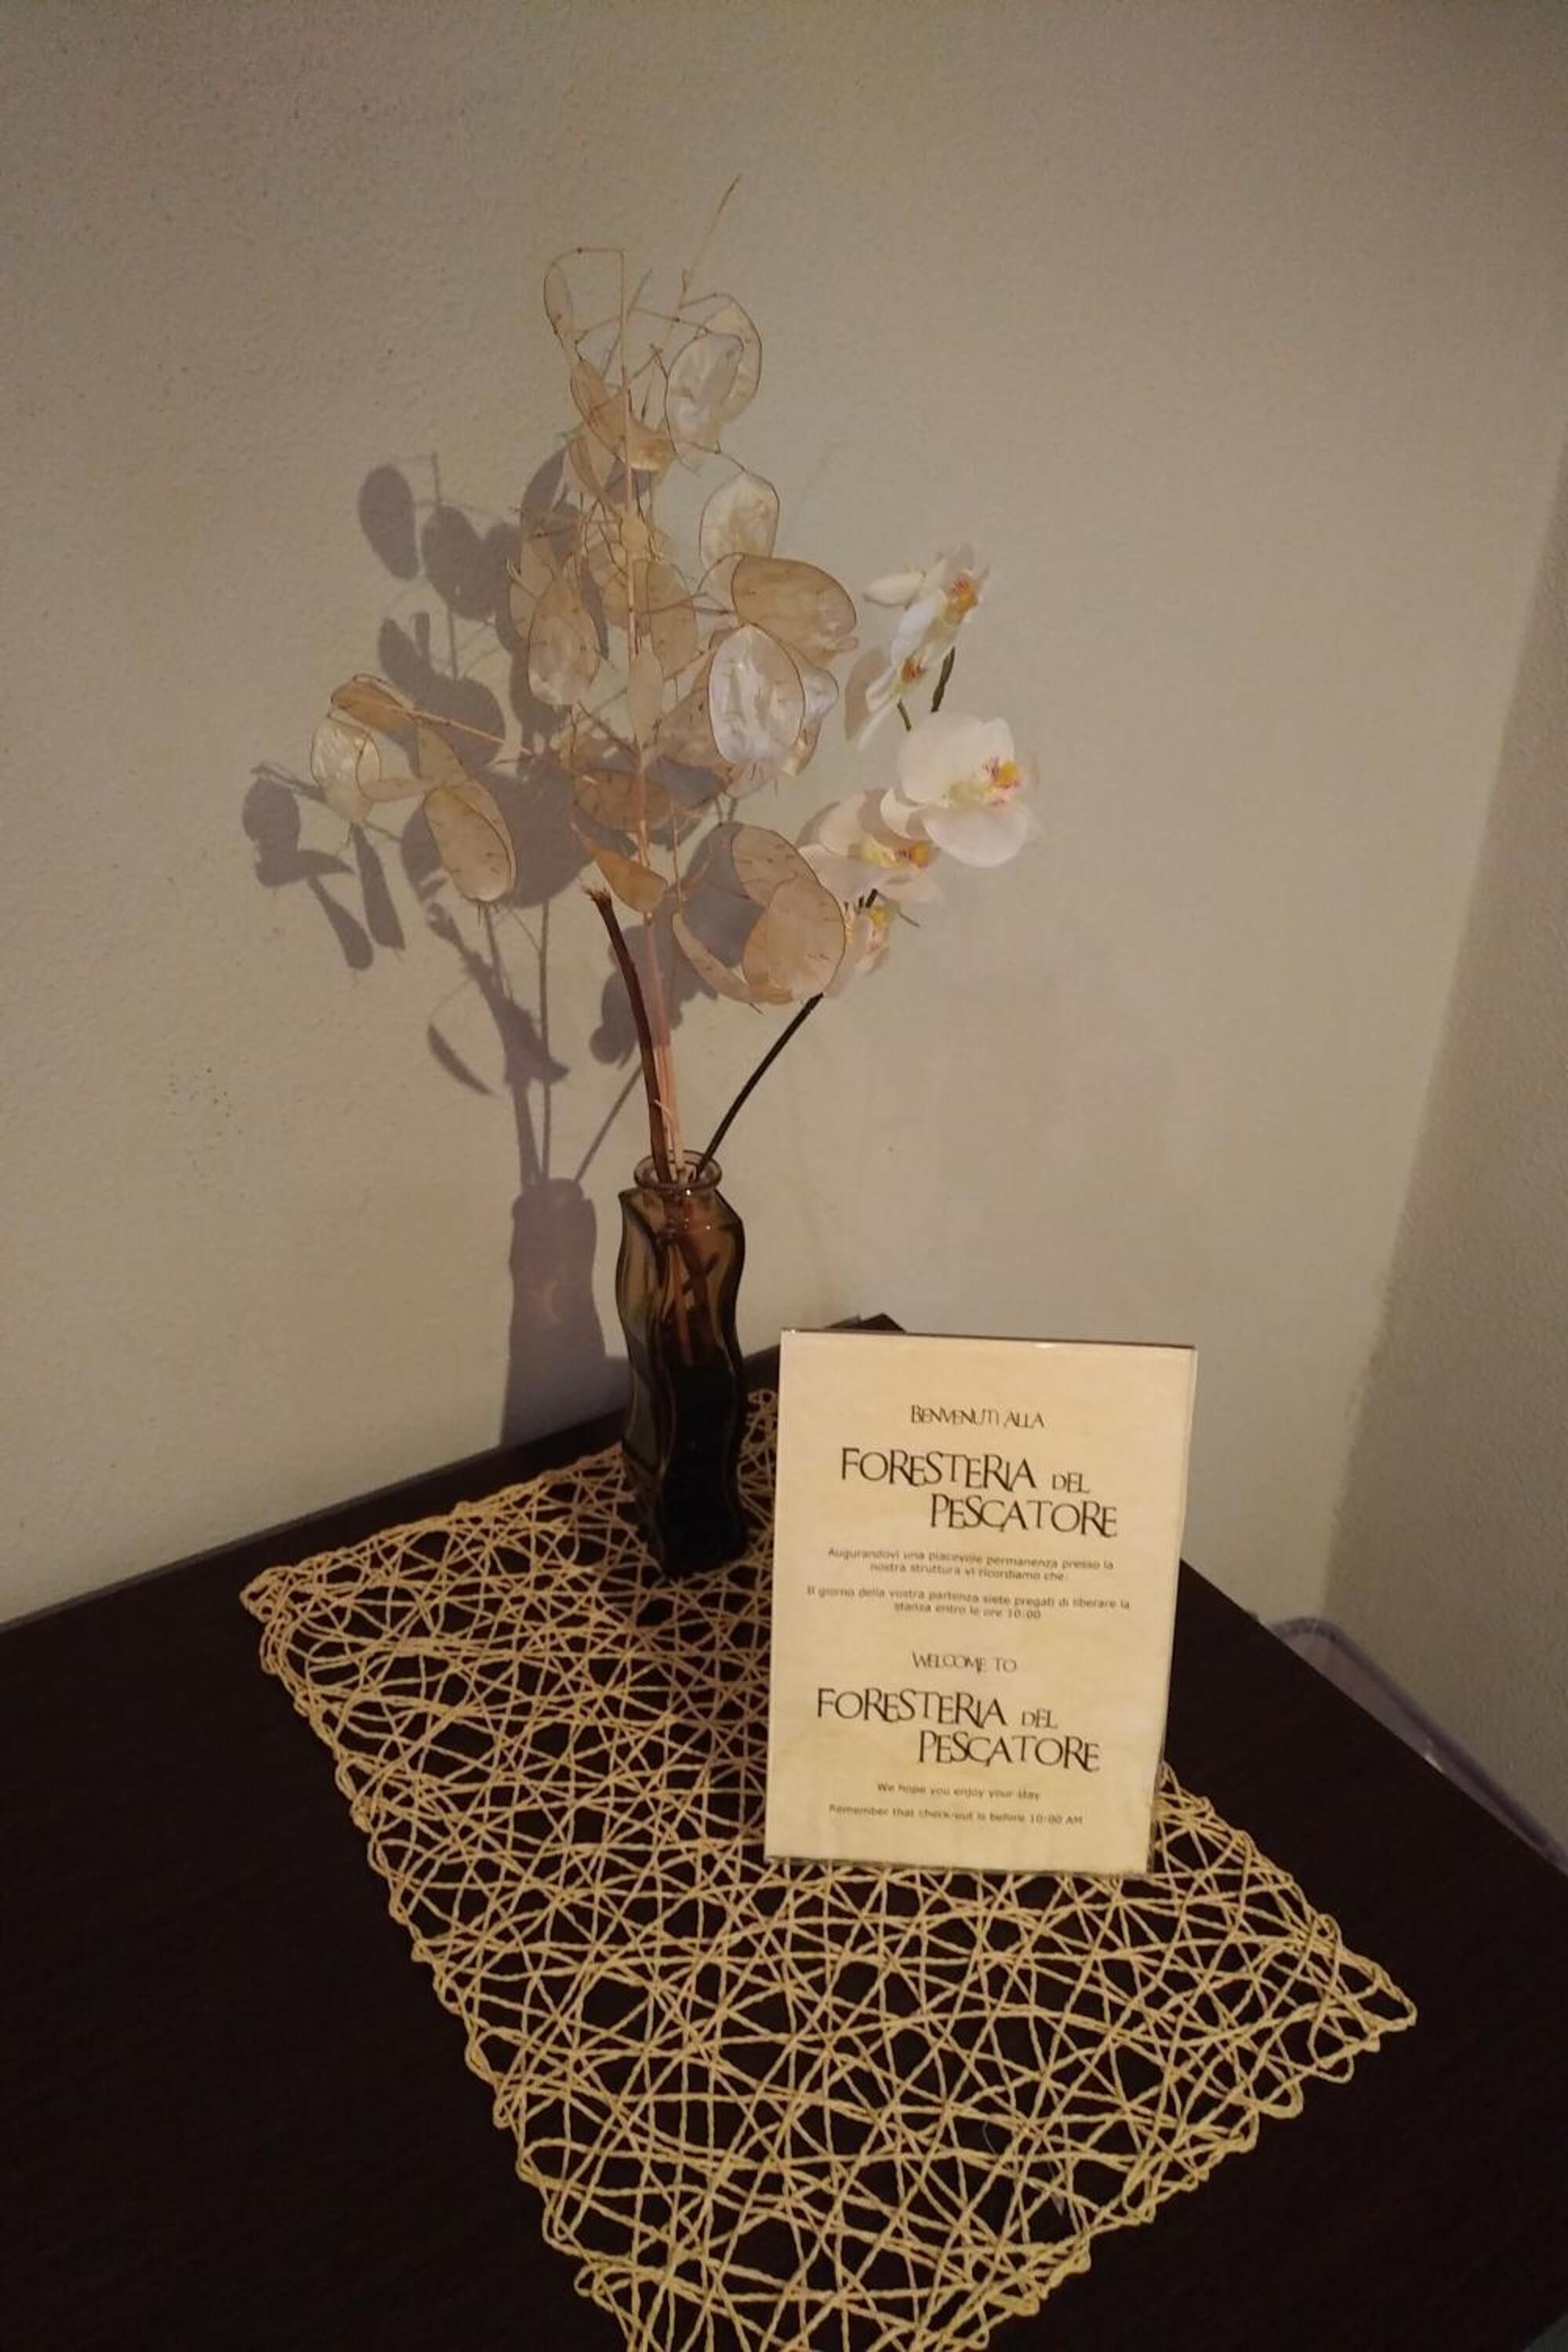 BENVENUTI ALLA
FORESTERIA DEL
PESCATORE
Augurandovi una piacevole permanenza presso la
nostra struttura vi ricordiamo che:
Il giorno della vostra partenza siete pregati di liberare la
stanza entro le ore 10:00
WELCOME TO
FORESTERIA DEL
PESCATORE
We hope you enjoy your stay
Remember that check-out is before 10:00 AM